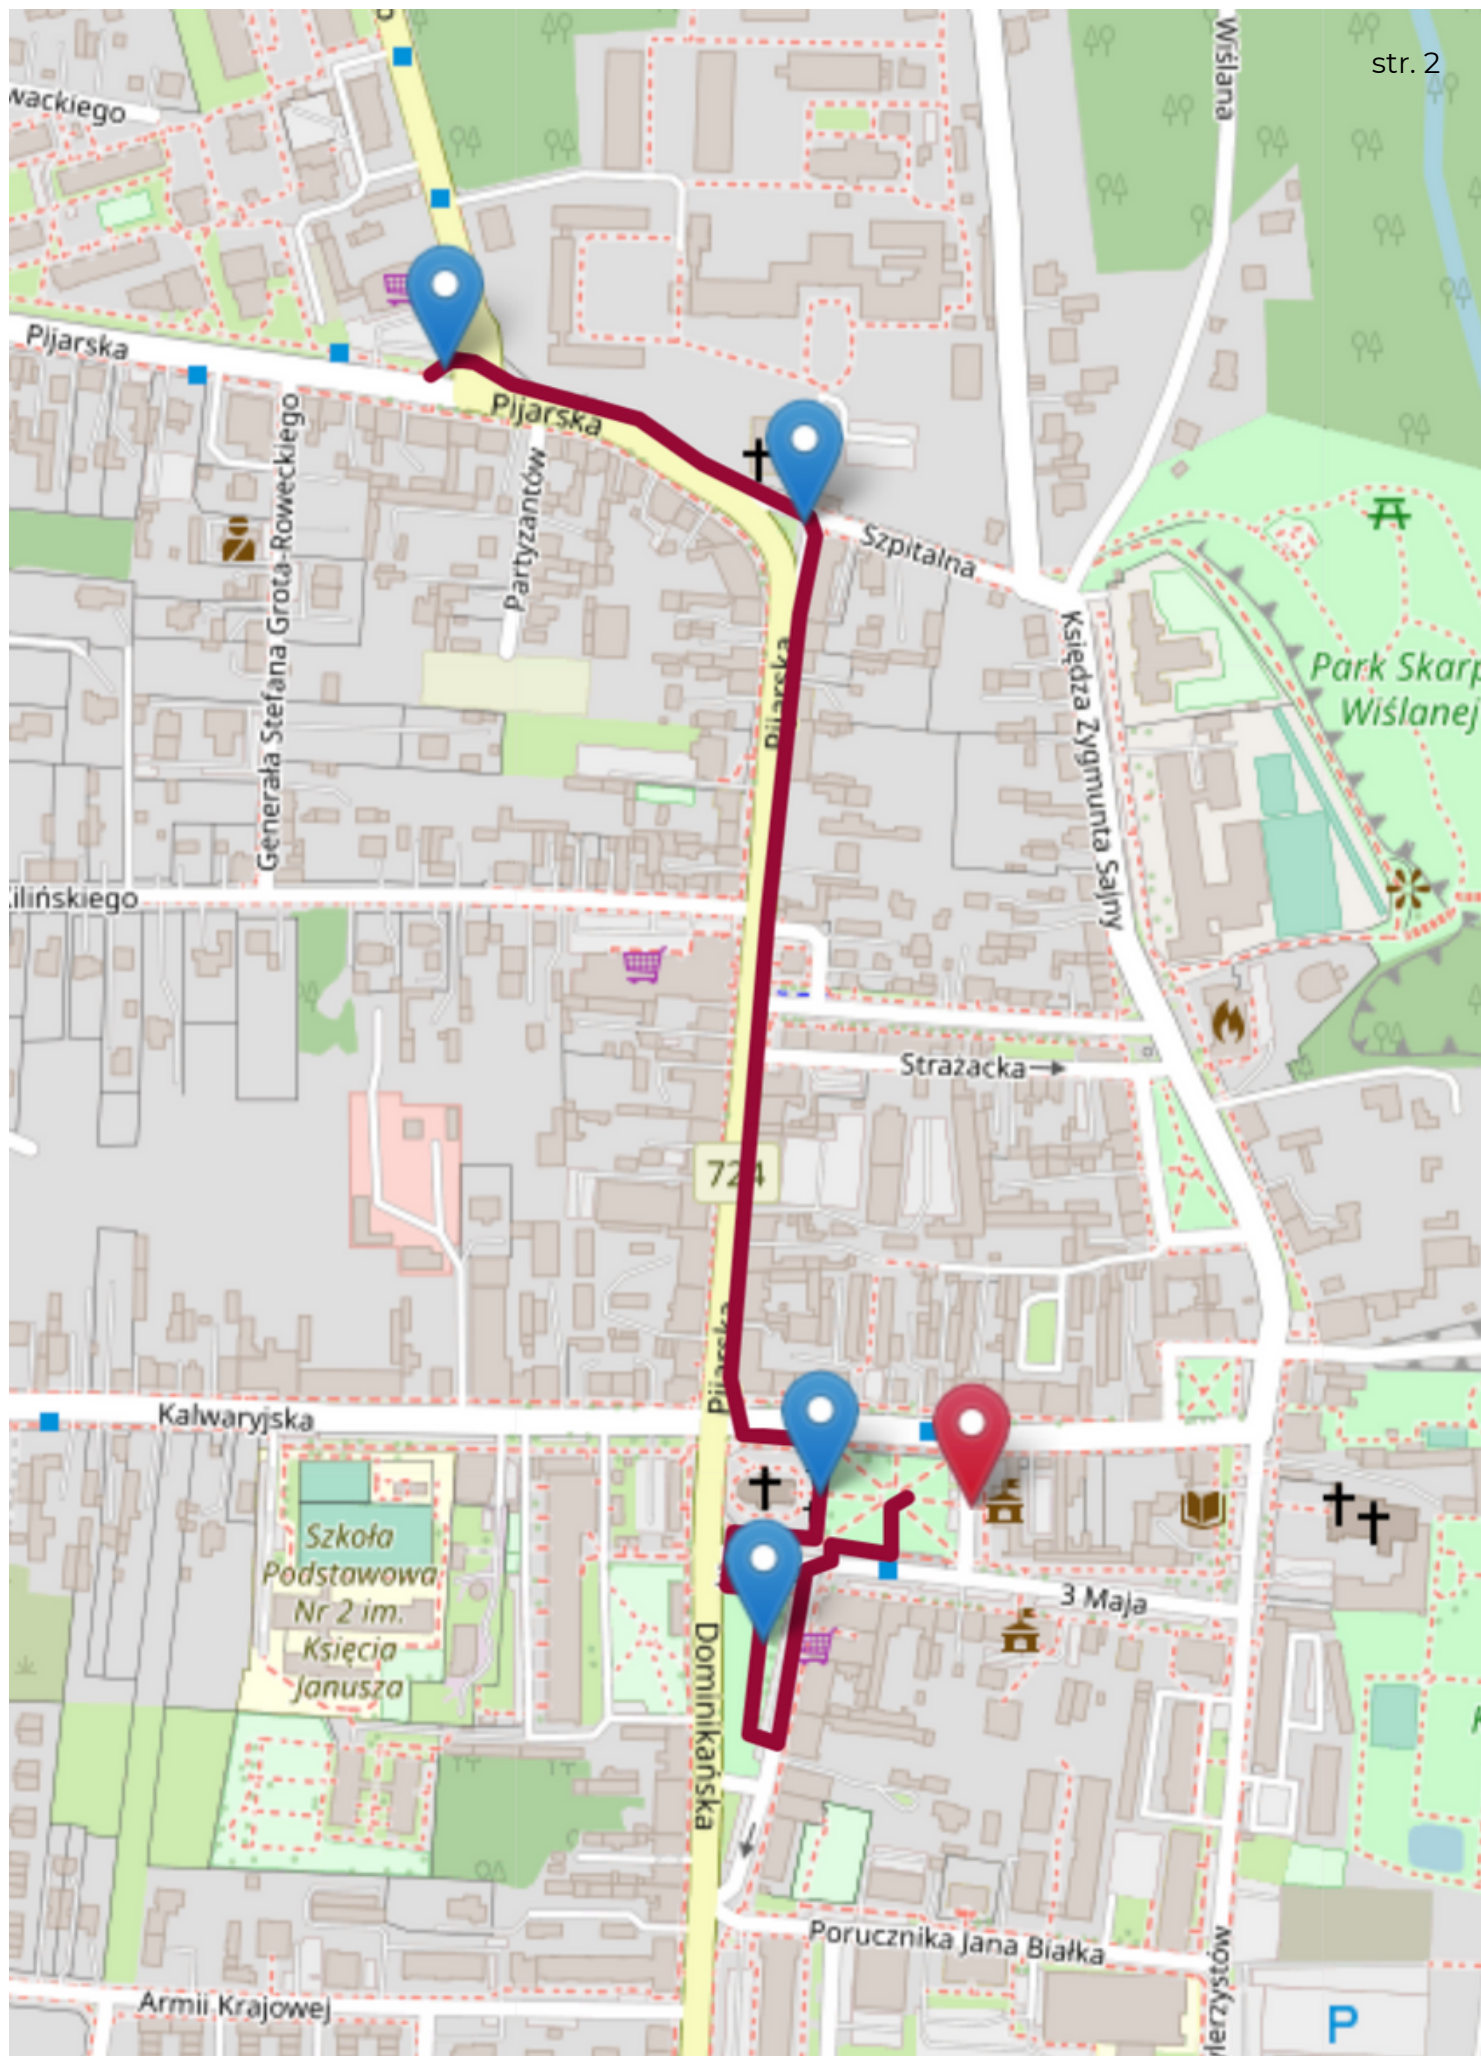 str. 2
Wiślana
wackiego
Pijarska
Pijarska
Generała Stefana Grota-Roweckiego
Partyzantów
Szpitalna
Pijarska
Księdza Zygmunta Sajny
Park Skarp
Wiślanej
Kilińskiego
Strażacka
724
Pijarska
Kalwaryjska
Szkoła
Podstawowa
Nr 2 im.
Księcia
Janusza
3 Maja
Dominikańska
Porucznika Jana Białka
Armii Krajowej
P